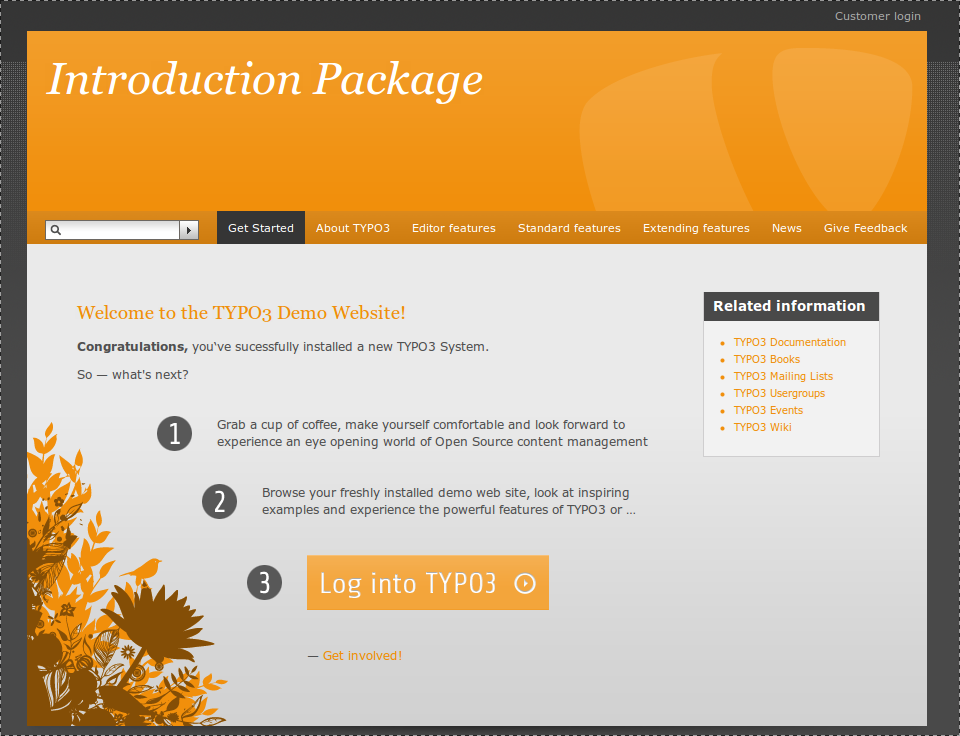 Customer login
Introduction Package
Get Started About TYPO3 Editor features Standard features Extending features News Give Feedback
Welcome to the TYPO3 Demo Website!
Congratulations, you've sucessfully installed a new TYPO3 System.
So — what's next?
1 Grab a cup of coffee, make yourself comfortable and look forward to
experience an eye opening world of Open Source content management
2 Browse your freshly installed demo web site, look at inspiring
examples and experience the powerful features of TYPO3 or ...
3 Log into TYPO3
— Get involved!
Related information
TYPO3 Documentation
TYPO3 Books
TYPO3 Mailing Lists
TYPO3 Usergroups
TYPO3 Events
TYPO3 Wiki